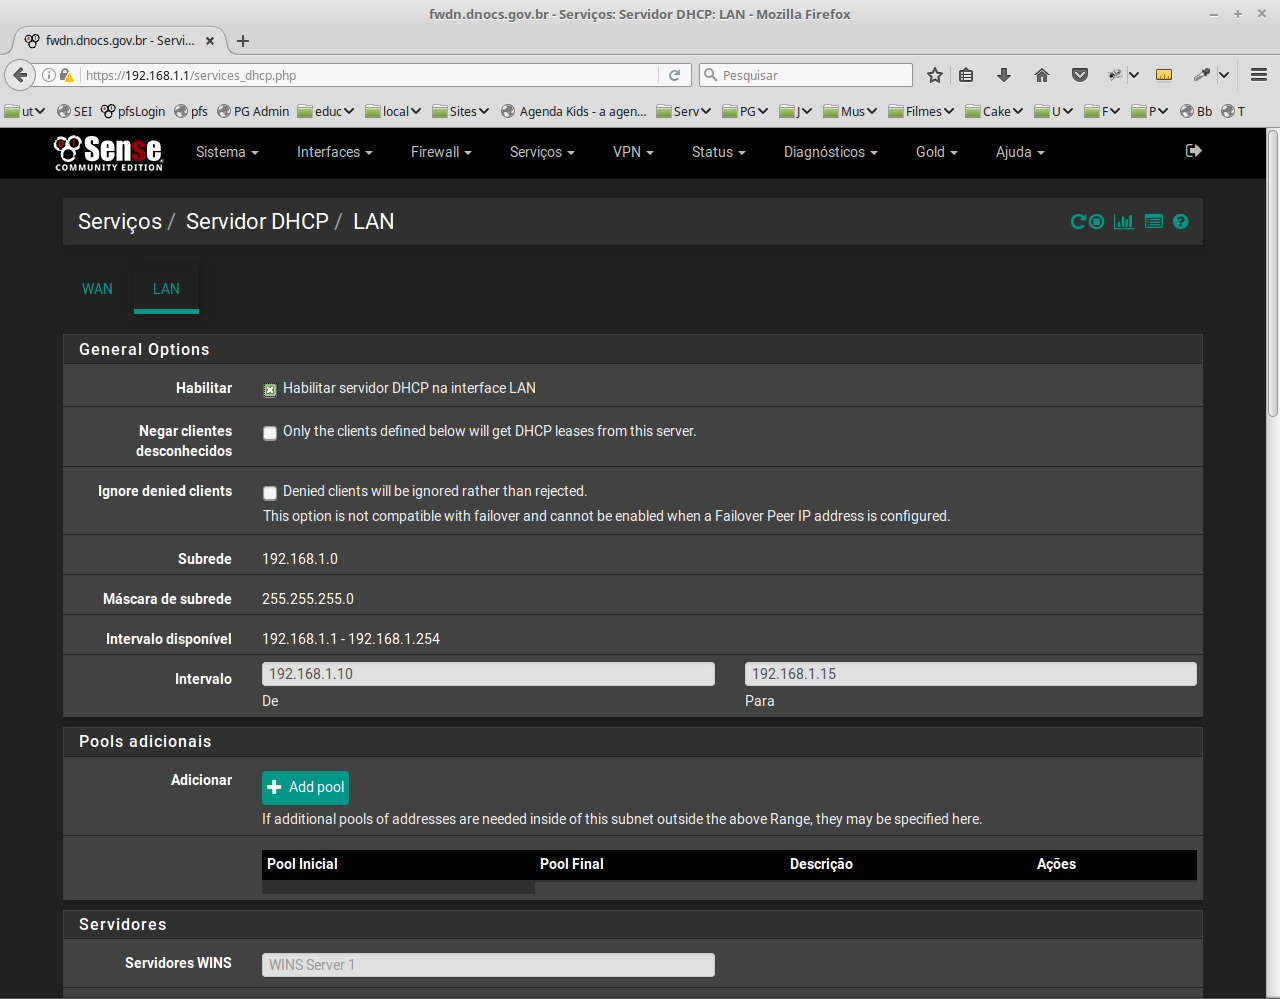 fwdn.dnocs.gov.br - Serviços: Servidor DHCP: LAN - Mozilla Firefox
fwdn.dnocs.gov.br - Servi...
https://192.168.1.1/services_dhcp.php
Pesquisar
ut SEI pfsLogin pfs PG Admin educ local Sites Agenda Kids - a agen... Serv PG J Mus Filmes Cake U F P Bb T
Sense
COMMUNITY EDITION
Sistema Interfaces Firewall Serviços VPN Status Diagnósticos Gold Ajuda
Serviços / Servidor DHCP / LAN
WAN LAN
General Options
Habilitar Habilitar servidor DHCP na interface LAN
Negar clientes desconhecidos Only the clients defined below will get DHCP leases from this server.
Ignore denied clients Denied clients will be ignored rather than rejected.
This option is not compatible with failover and cannot be enabled when a Failover Peer IP address is configured.
Subrede 192.168.1.0
Máscara de subrede 255.255.255.0
Intervalo disponível 192.168.1.1 - 192.168.1.254
Intervalo 192.168.1.10 192.168.1.15
De Para
Pools adicionais
Adicionar Add pool
If additional pools of addresses are needed inside of this subnet outside the above Range, they may be specified here.
Pool Inicial Pool Final Descrição Ações
Servidores
Servidores WINS WINS Server 1